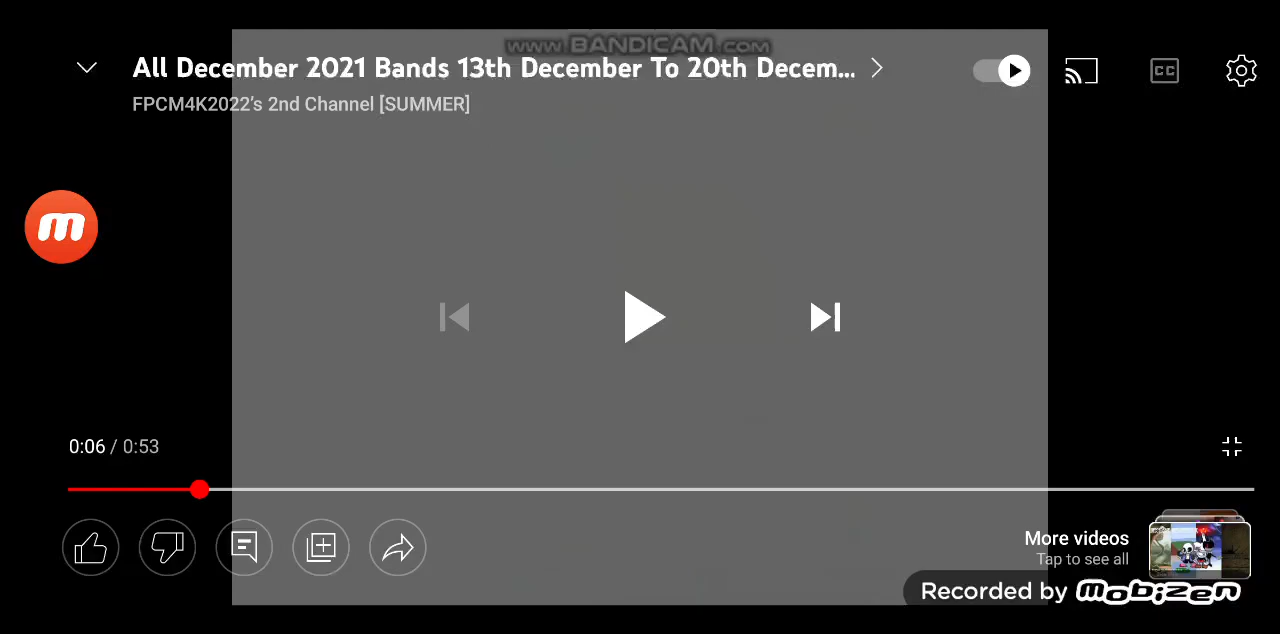 www.BANDICAM.com
All December 2021 Bands 13th December To 20th Decem...
FPCM4K2022's 2nd Channel [SUMMER]
CC
m
0:06 / 0:53
More videos
Tap to see all
Recorded by mobizen